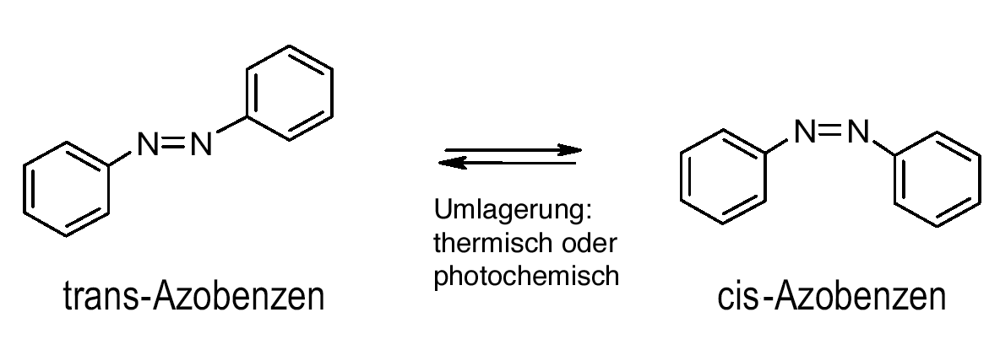 N=N
N=N
Umlagerung:
thermisch oder
photochemisch
trans-Azobenzen
cis-Azobenzen